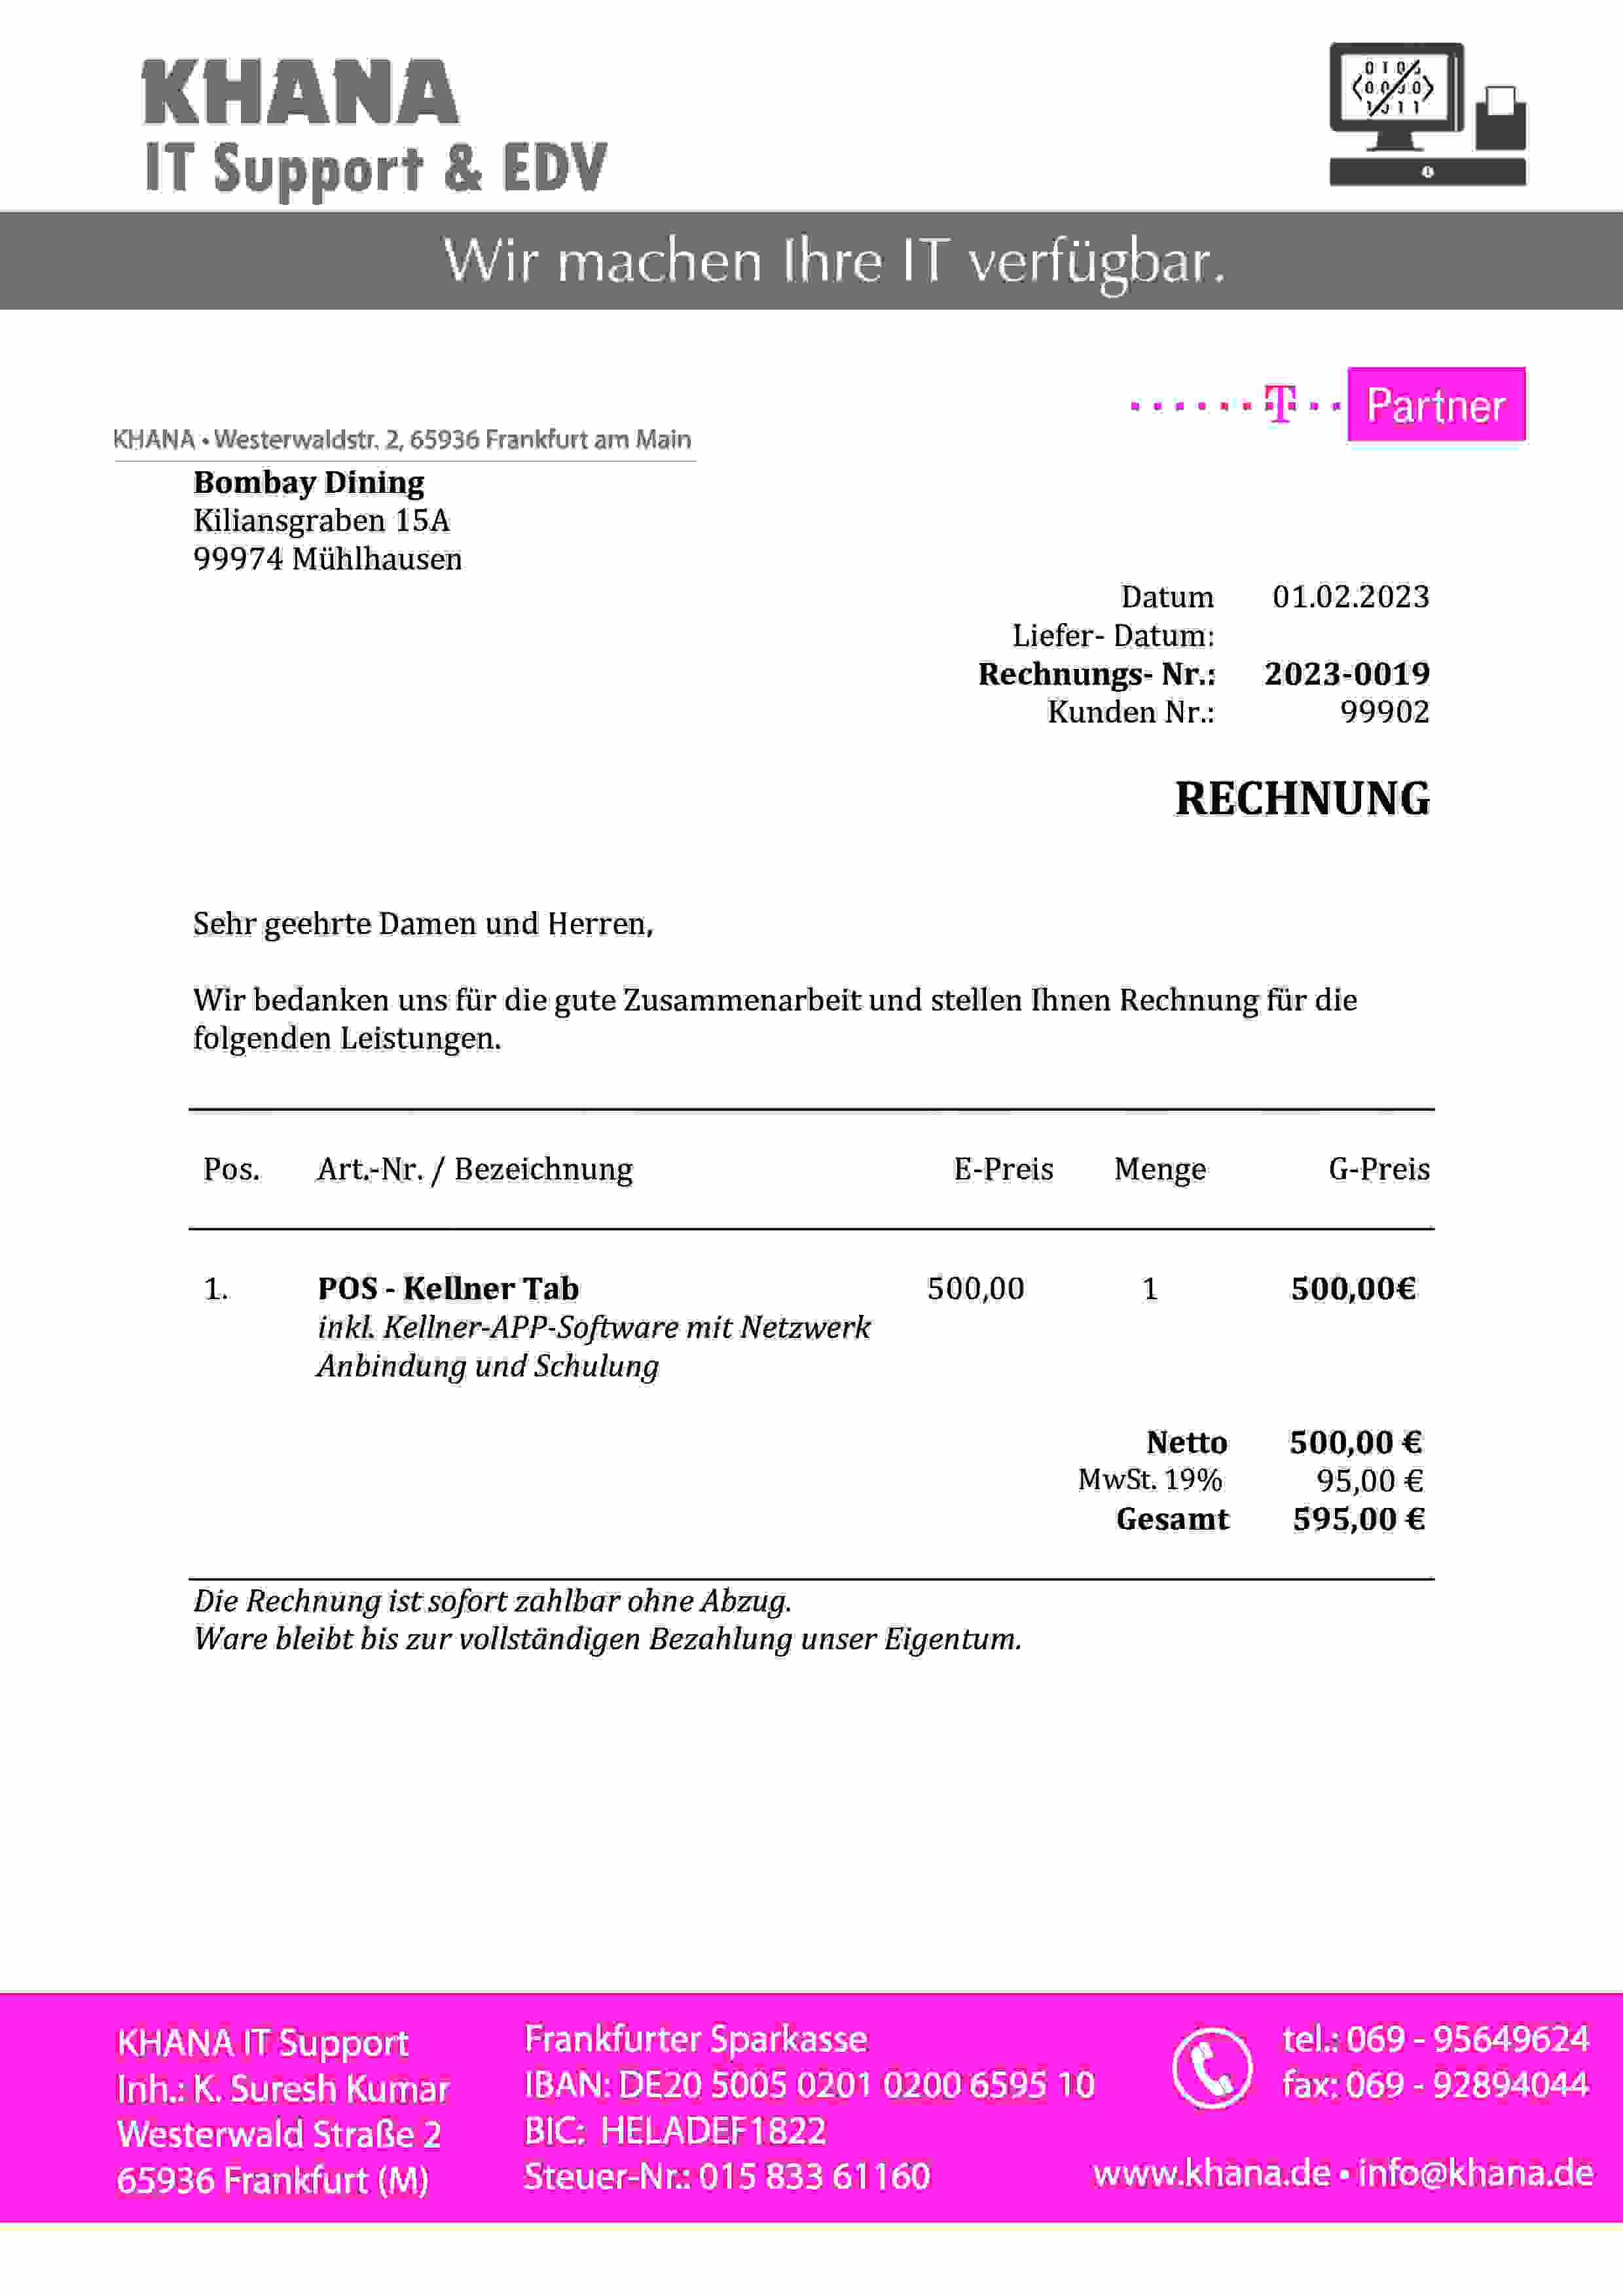 KHANA
IT Support & EDV
Wir machen Ihre IT verfügbar.
T Partner
KHANA • Westerwaldstr. 2, 65936 Frankfurt am Main
Bombay Dining
Kiliansgraben 15A
99974 Mühlhausen
Datum 01.02.2023
Liefer- Datum:
Rechnungs- Nr.: 2023-0019
Kunden Nr.: 99902
RECHNUNG
Sehr geehrte Damen und Herren,
Wir bedanken uns für die gute Zusammenarbeit und stellen Ihnen Rechnung für die
folgenden Leistungen.
Pos. Art.-Nr. / Bezeichnung E-Preis Menge G-Preis
1. POS - Kellner Tab 500,00 1 500,00€
inkl. Kellner-APP-Software mit Netzwerk
Anbindung und Schulung
Netto 500,00 €
MwSt. 19% 95,00 €
Gesamt 595,00 €
Die Rechnung ist sofort zahlbar ohne Abzug.
Ware bleibt bis zur vollständigen Bezahlung unser Eigentum.
KHANA IT Support
Inh.: K. Suresh Kumar
Westerwald Straße 2
65936 Frankfurt (M)
Frankfurter Sparkasse
IBAN: DE20 5005 0201 0200 6595 10
BIC: HELADEF1822
Steuer-Nr.: 015 833 61160
tel.: 069 - 95649624
fax: 069 - 92894044
www.khana.de • info@khana.de